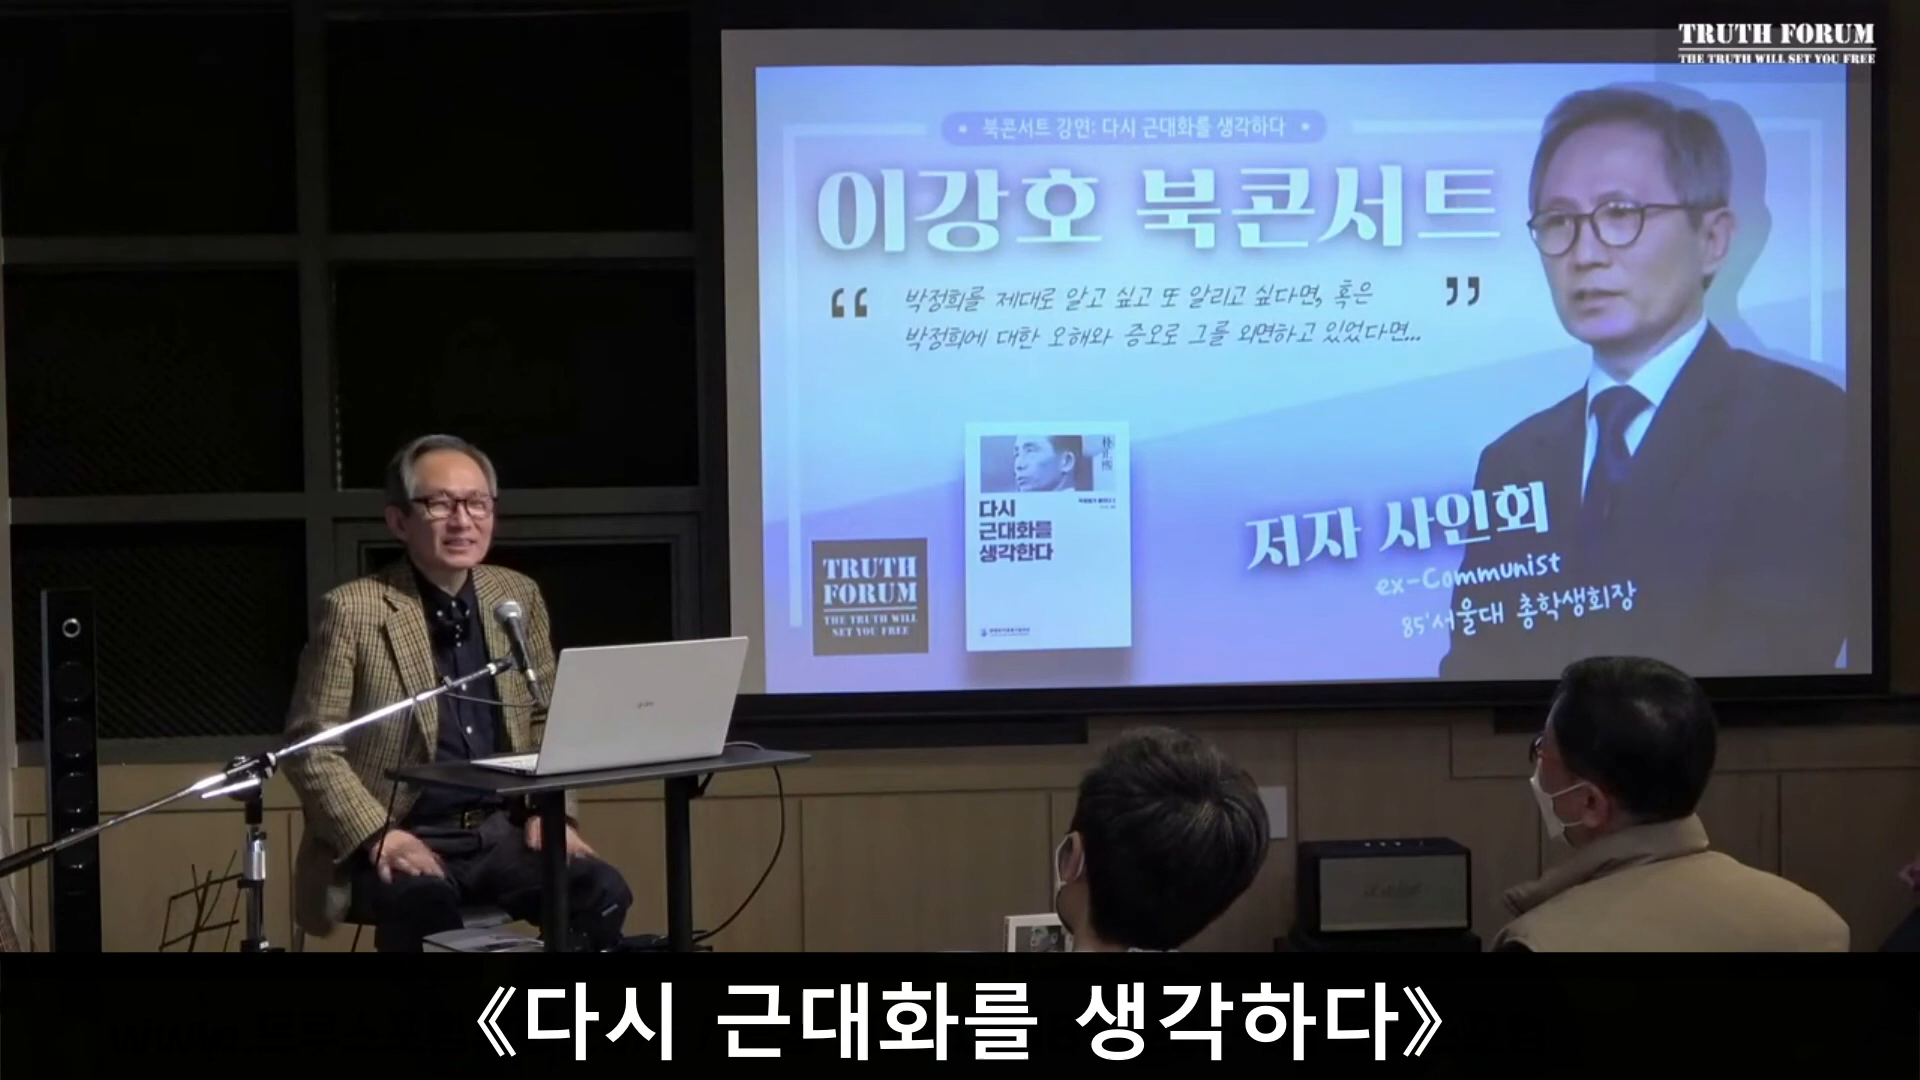 TRUTH FORUM
THE TRUTH WILL SET YOU FREE
• 북콘서트 강연: 다시 근대화를 생각하다 •
이강호 북콘서트
“ 박정희를 제대로 알고 싶고 또 알리고 싶다면, 혹은 ”
박정희에 대한 오해와 증오로 그를 외면하고 있었다면...
朴正熙
다시
근대화를
생각한다
TRUTH
FORUM
THE TRUTH WILL
SET YOU FREE
저자 사인회
ex-Communist
85'서울대 총학생회장
《다시 근대화를 생각하다》